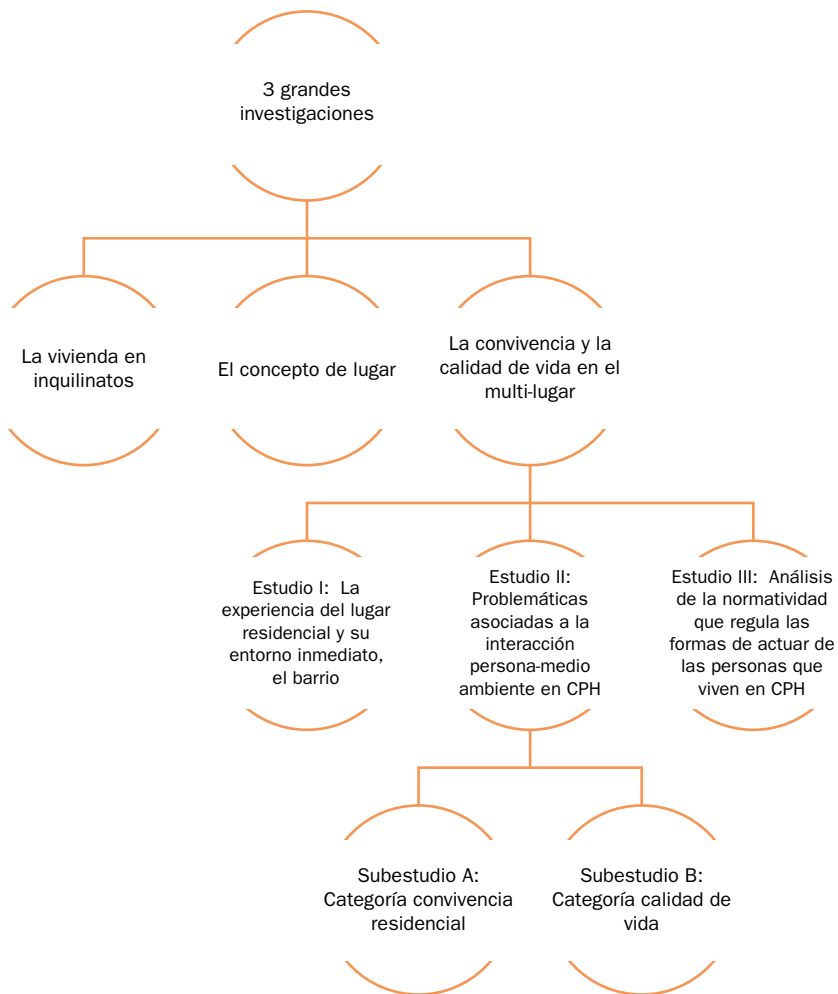 3 grandes
investigaciones
La vivienda en
inquilinatos
El concepto de lugar
La convivencia y la
calidad de vida en el
multi-lugar
Estudio I: La
experiencia del lugar
residencial y su
entorno inmediato,
el barrio
Estudio II:
Problemáticas
asociadas a la
interacción
persona-medio
ambiente en CPH
Estudio III: Análisis
de la normatividad
que regula las
formas de actuar de
las personas que
viven en CPH
Subestudio A:
Categoría convivencia
residencial
Subestudio B:
Categoría calidad de
vida